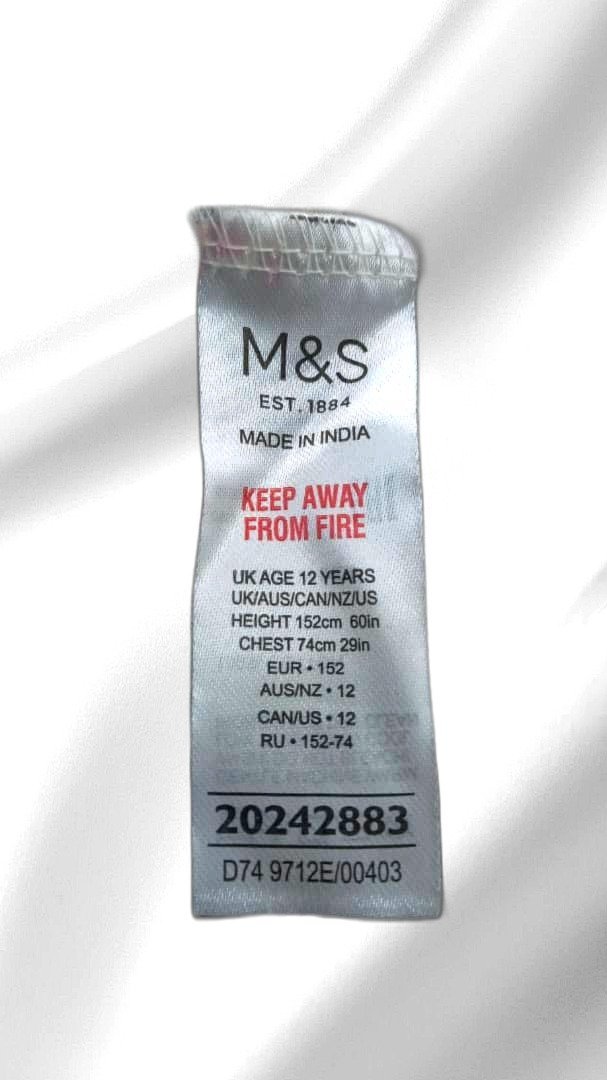 M&S
EST. 1884
MADE IN INDIA
KEEP AWAY
FROM FIRE
UK AGE 12 YEARS
UK/AUS/CAN/NZ/US
HEIGHT 152cm 60in
CHEST 74cm 29in
EUR • 152
AUS/NZ • 12
CAN/US • 12
RU • 152-74
20242883
D74 9712E/00403